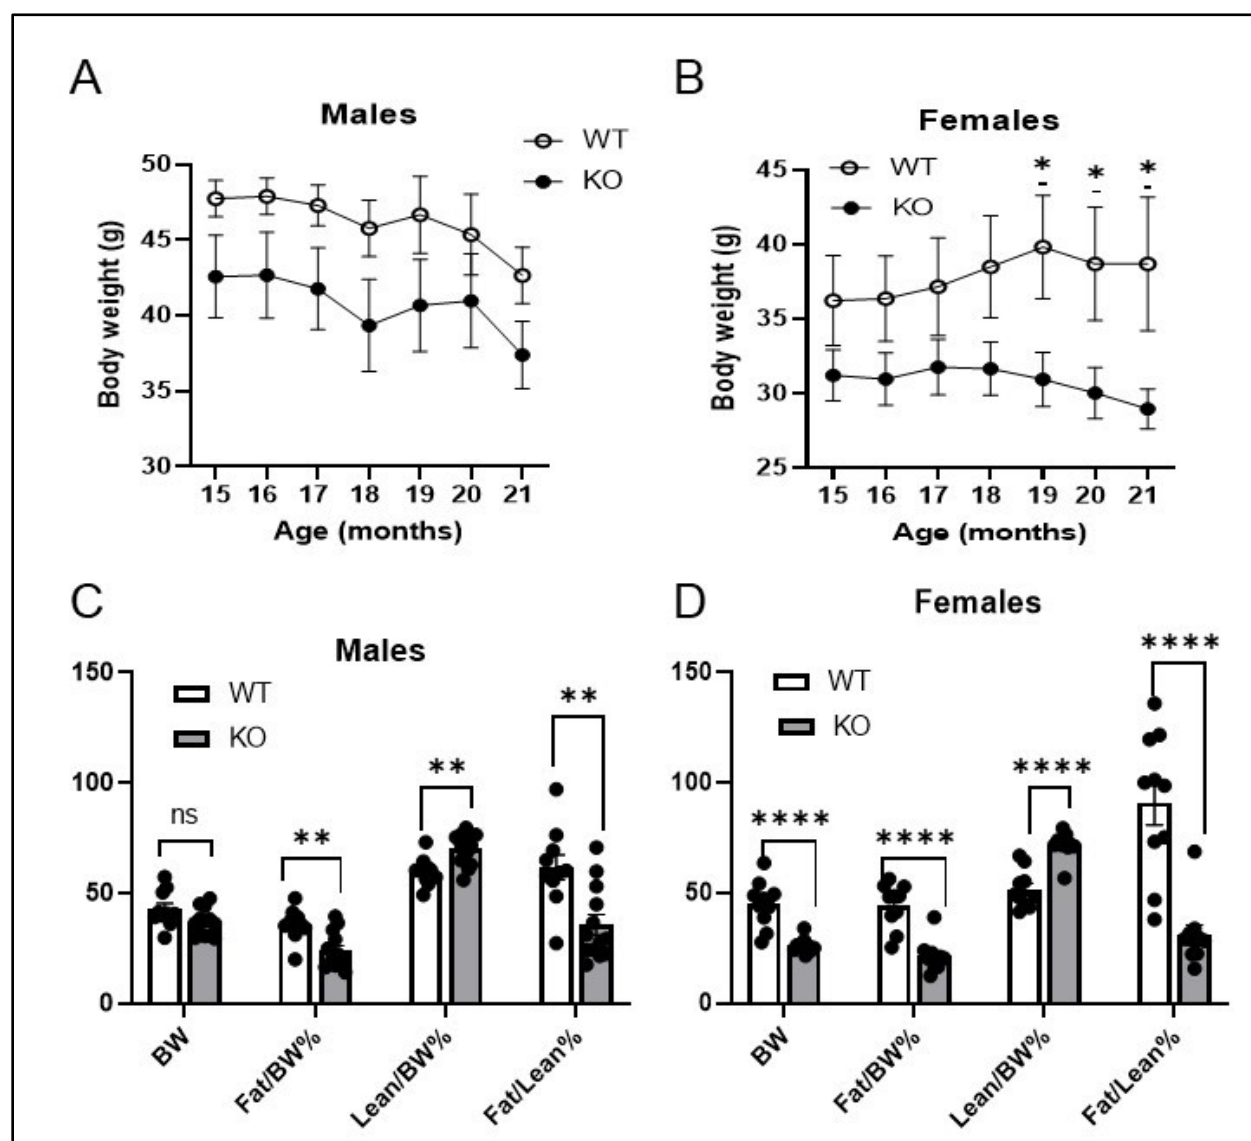 A
Males
WT
KO
50
45
40
35
30
Body weight (g)
15 16 17 18 19 20 21
Age (months)
B
Females
WT
KO
* * *
45
40
35
30
25
Body weight (g)
15 16 17 18 19 20 21
Age (months)
C
Males
WT
KO
150
100
50
0
ns
**
**
**
BW
Fat/BW%
Lean/BW%
Fat/Lean%
D
Females
WT
KO
150
100
50
0
****
****
****
****
BW
Fat/BW%
Lean/BW%
Fat/Lean%